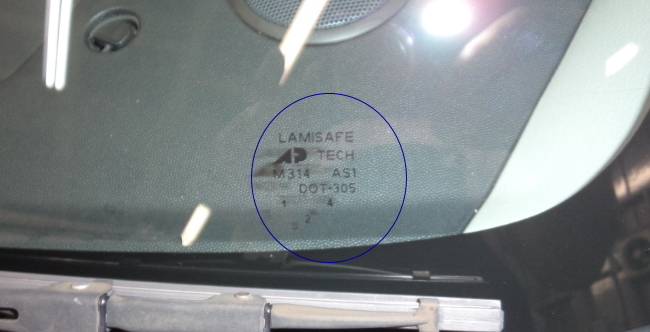 LAMISAFE
AP TECH
M314 AS1
DOT-305
1 4
2